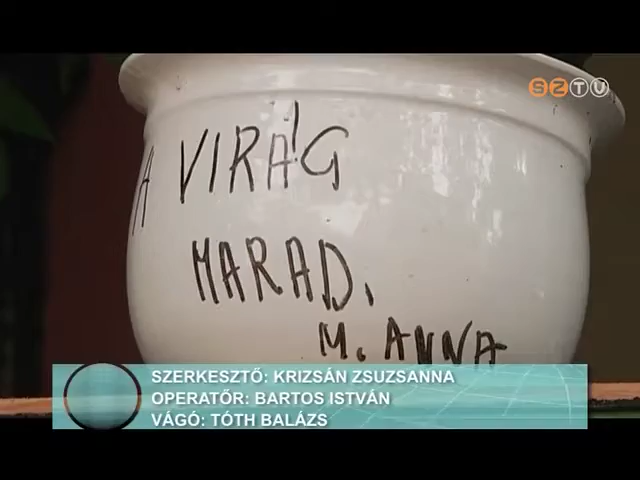 SZTV
A VIRÁG
MARAD.
M. ANNA
SZERKESZTŐ: KRIZSÁN ZSUZSANNA
OPERATŐR: BARTOS ISTVÁN
VÁGÓ: TÓTH BALÁZS